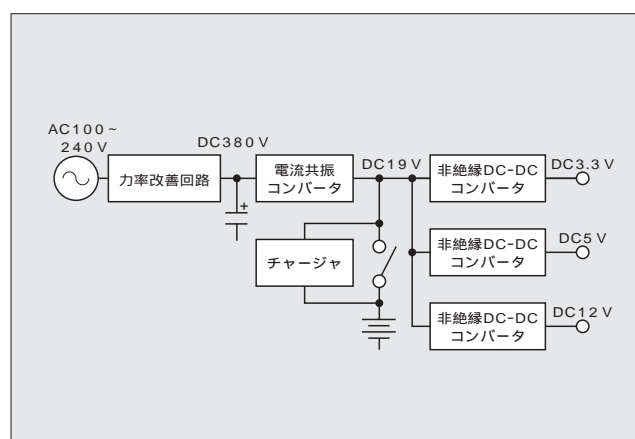 AC100~
240V
DC380V
力率改善回路
+
電流共振
コンバータ
DC19V
非絶縁DC-DC
コンバータ
DC3.3V
チャージャ
非絶縁DC-DC
コンバータ
DC5V
非絶縁DC-DC
コンバータ
DC12V